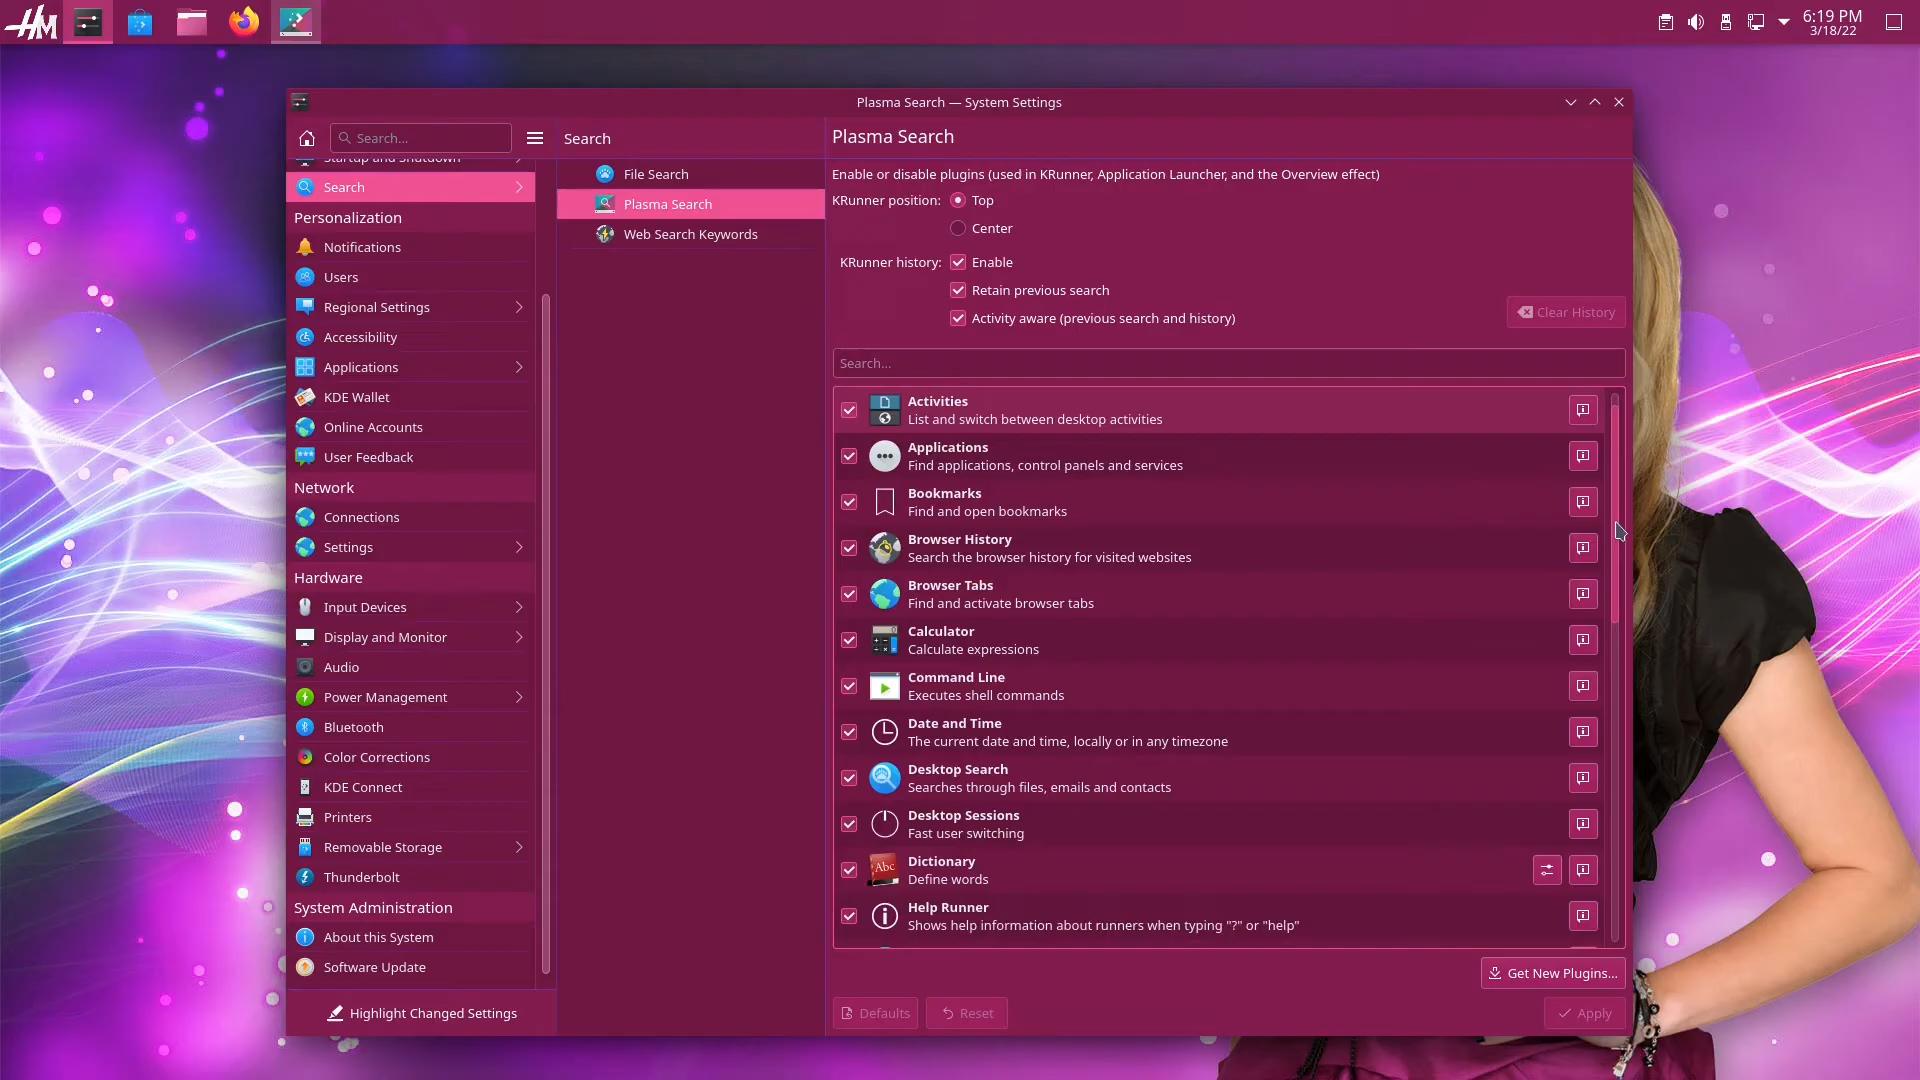 HM
6:19 PM
3/18/22
Plasma Search — System Settings
Search...
Search
Plasma Search
Startup and Shutdown
Search
Personalization
Notifications
Users
Regional Settings
Accessibility
Applications
KDE Wallet
Online Accounts
User Feedback
Network
Connections
Settings
Hardware
Input Devices
Display and Monitor
Audio
Power Management
Bluetooth
Color Corrections
KDE Connect
Printers
Removable Storage
Thunderbolt
System Administration
About this System
Software Update
Highlight Changed Settings
File Search
Plasma Search
Web Search Keywords
Enable or disable plugins (used in KRunner, Application Launcher, and the Overview effect)
KRunner position: Top
Center
KRunner history: Enable
Retain previous search
Activity aware (previous search and history)
Clear History
Search...
Activities
List and switch between desktop activities
Applications
Find applications, control panels and services
Bookmarks
Find and open bookmarks
Browser History
Search the browser history for visited websites
Browser Tabs
Find and activate browser tabs
Calculator
Calculate expressions
Command Line
Executes shell commands
Date and Time
The current date and time, locally or in any timezone
Desktop Search
Searches through files, emails and contacts
Desktop Sessions
Fast user switching
Abc
Dictionary
Define words
Help Runner
Shows help information about runners when typing "?" or "help"
Get New Plugins...
Defaults
Reset
Apply